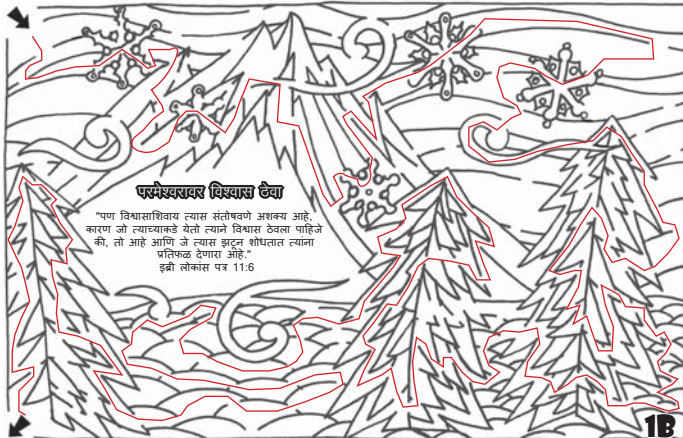 परमेश्वरावर विश्वास ठेवा
"पण विश्वासाशिवाय त्यास संतोषवणे अशक्य आहे,
कारण जो त्याच्याकडे येतो त्याने विश्वास ठेवला पाहिजे
की, तो आहे आणि जे त्यास झटून शोधतात त्यांना
प्रतिफळ देणारा आहे."
इब्री लोकांस पत्र 11:6
1B